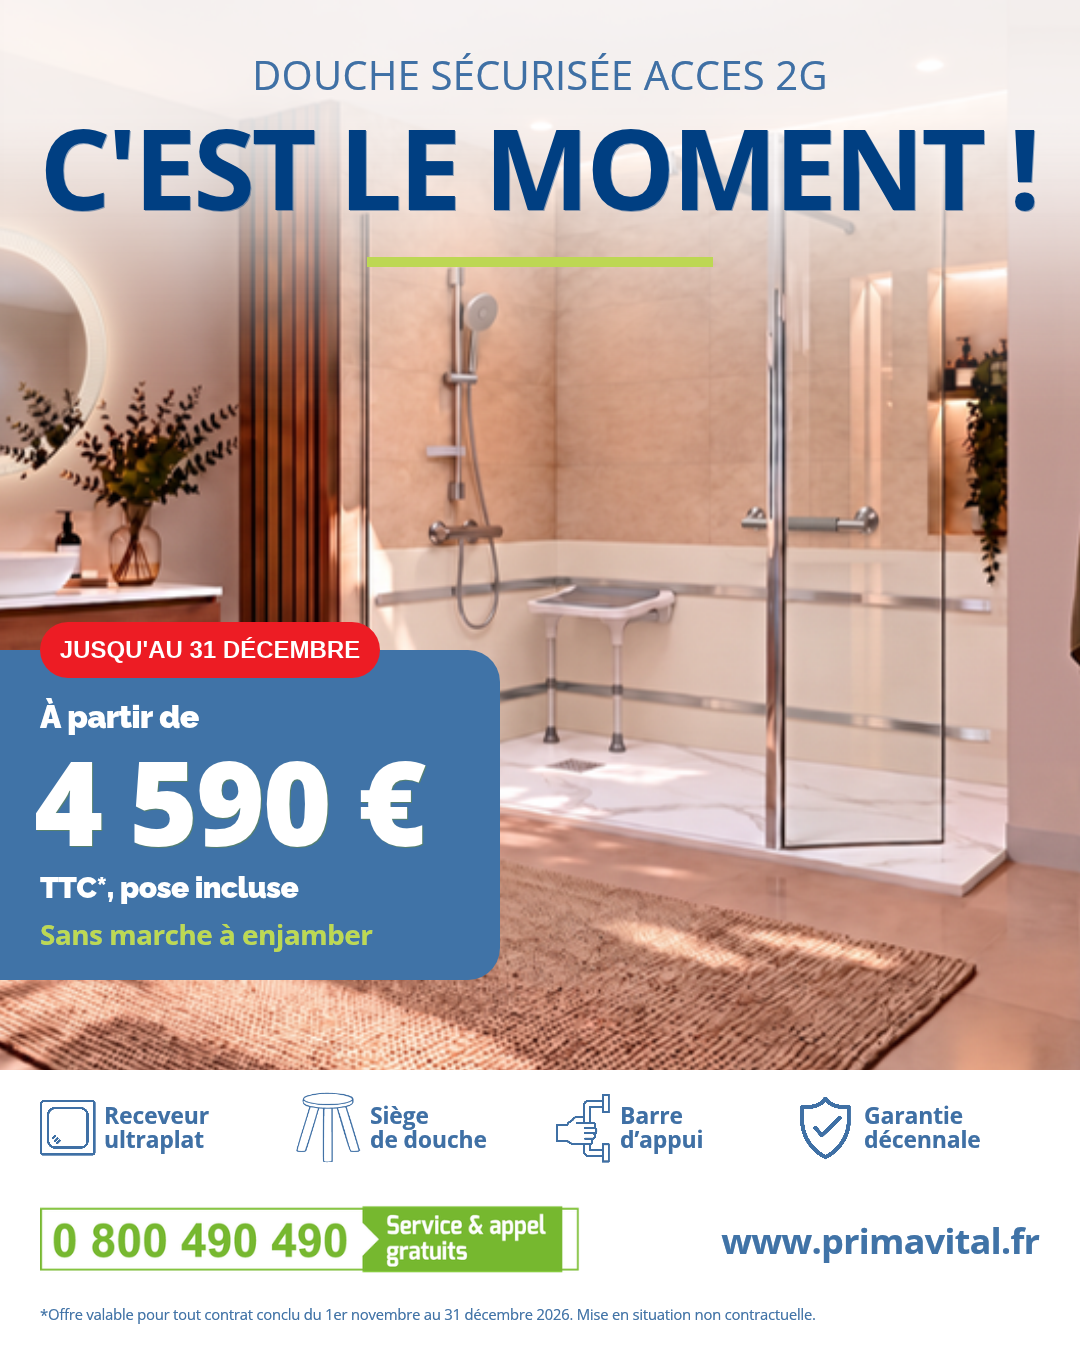 DOUCHE SÉCURISÉE ACCES 2G
C'EST LE MOMENT !
JUSQU'AU 31 DÉCEMBRE
À partir de
4 590 €
TTC*, pose incluse
Sans marche à enjamber
Receveur
ultraplat
Siège
de douche
Barre
d’appui
Garantie
décennale
0 800 490 490
Service & appel
gratuits
www.primavital.fr
*Offre valable pour tout contrat conclu du 1er novembre au 31 décembre 2026. Mise en situation non contractuelle.